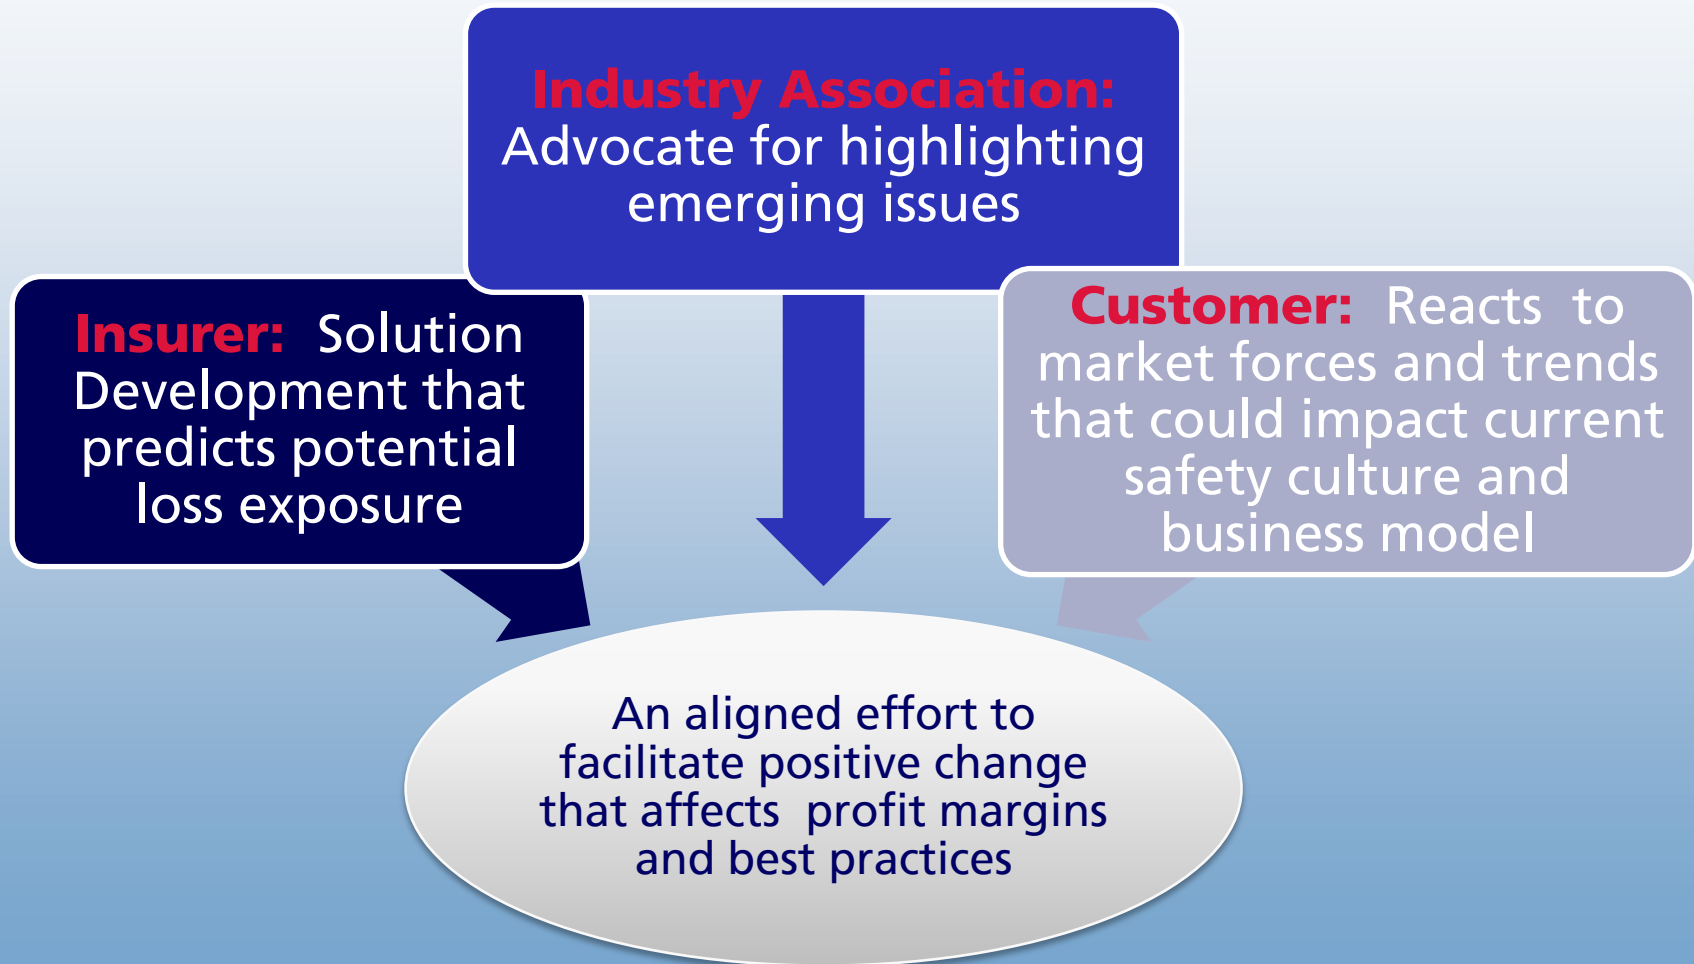 Industry Association:
Advocate for highlighting
emerging issues
Insurer:  Solution
Development that
predicts potential
loss exposure
Customer:  Reacts  to
market forces and trends
that could impact current
safety culture and
business model
An aligned effort to
facilitate positive change
that affects  profit margins
and best practices